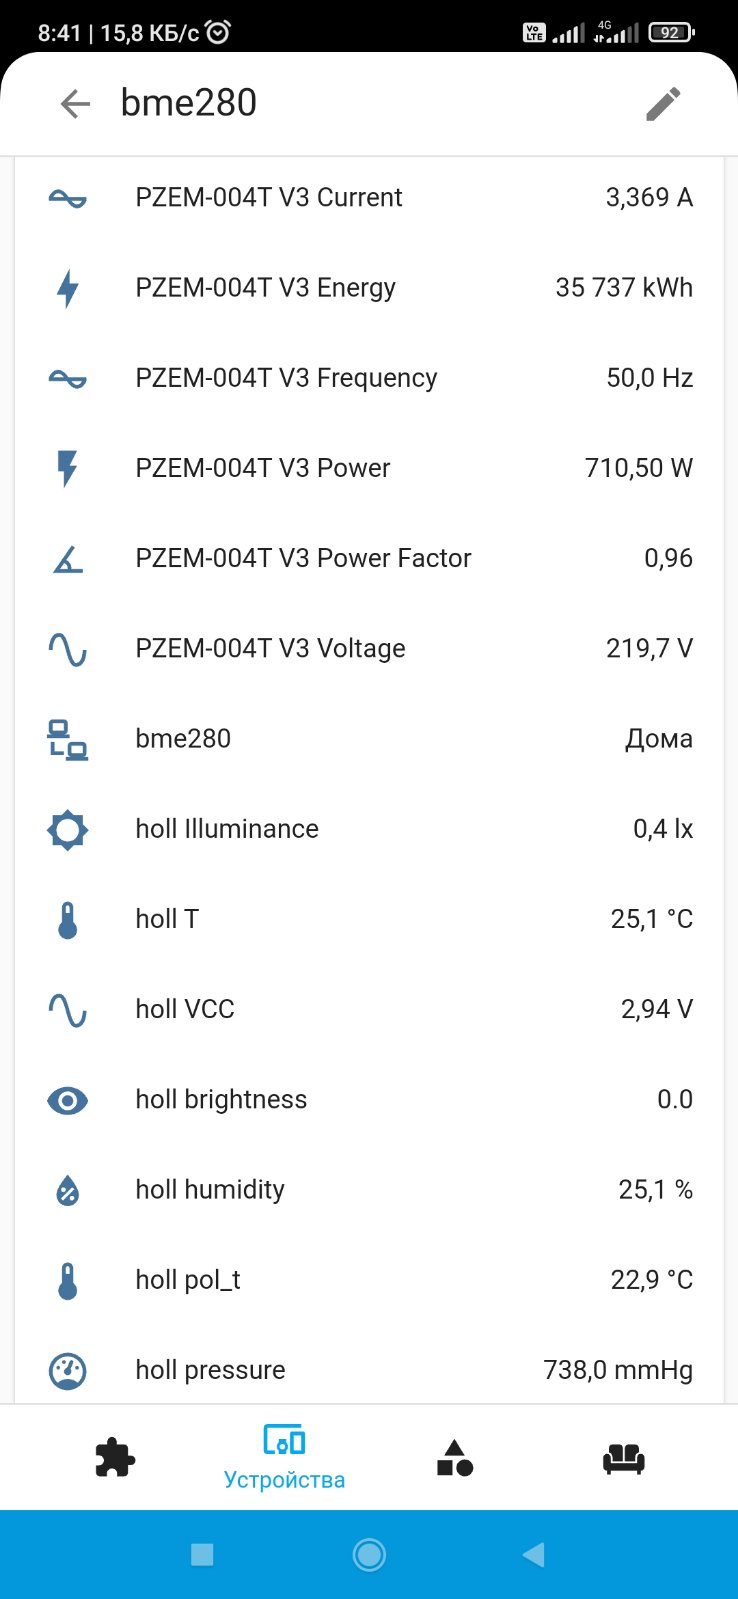 8:41 | 15,8 КБ/с Vo LTE 4G 92
bme280
PZEM-004T V3 Current 3,369 A
PZEM-004T V3 Energy 35 737 kWh
PZEM-004T V3 Frequency 50,0 Hz
PZEM-004T V3 Power 710,50 W
PZEM-004T V3 Power Factor 0,96
PZEM-004T V3 Voltage 219,7 V
bme280 Дома
holl Illuminance 0,4 lx
holl T 25,1 °C
holl VCC 2,94 V
holl brightness 0.0
holl humidity 25,1 %
holl pol_t 22,9 °C
holl pressure 738,0 mmHg
Устройства